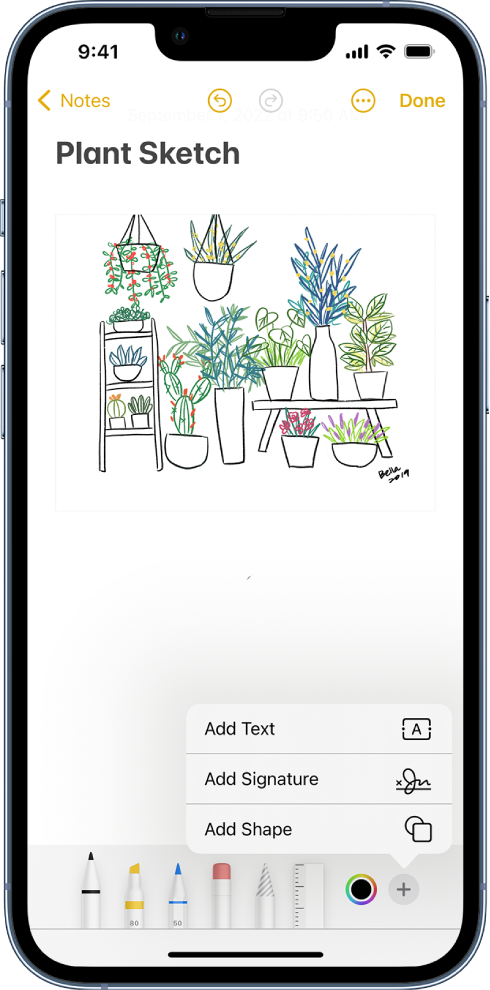 9:41
Notes
Done
Plant Sketch
Bella
2019
Add Text
A
Add Signature
Add Shape
80
50